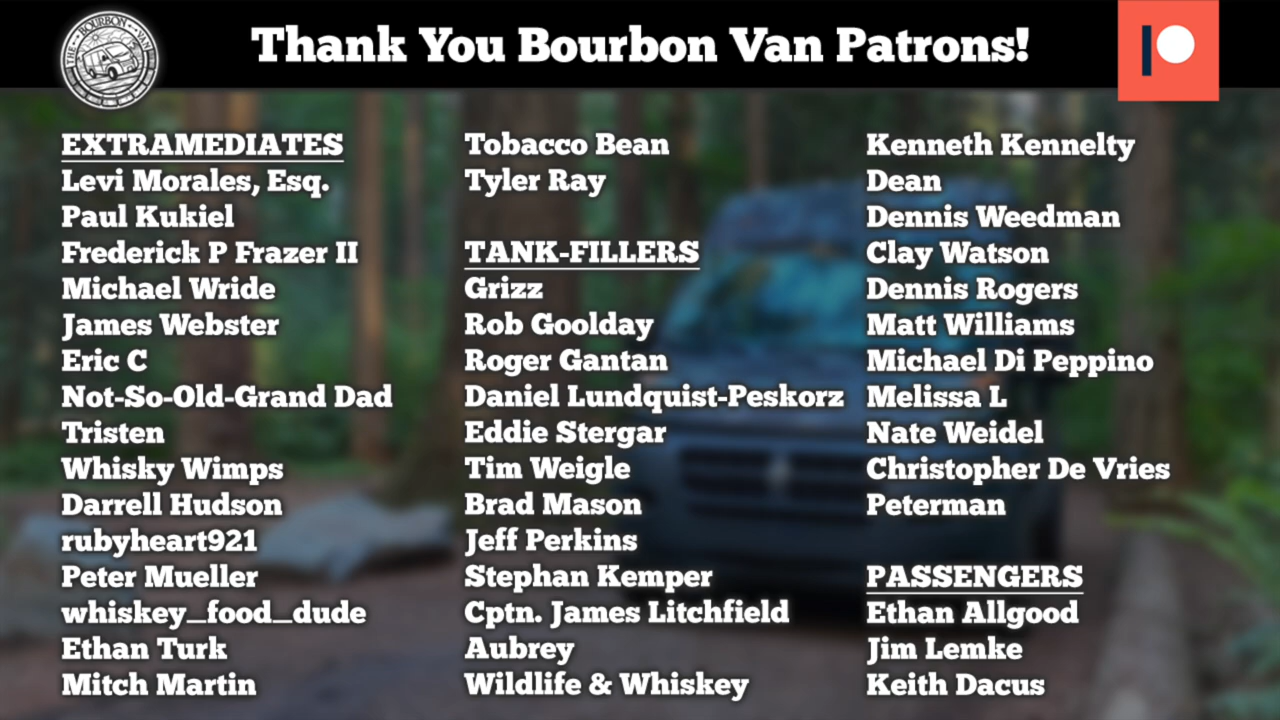 THE BOURBON VAN
Thank You Bourbon Van Patrons!
EXTRAMEDIATES
Levi Morales, Esq.
Paul Kukiel
Frederick P Frazer II
Michael Wride
James Webster
Eric C
Not-So-Old-Grand Dad
Tristen
Whisky Wimps
Darrell Hudson
rubyheart921
Peter Mueller
whiskey_food_dude
Ethan Turk
Mitch Martin
Tobacco Bean
Tyler Ray
TANK-FILLERS
Grizz
Rob Goolday
Roger Gantan
Daniel Lundquist-Peskorz
Eddie Stergar
Tim Weigle
Brad Mason
Jeff Perkins
Stephan Kemper
Cptn. James Litchfield
Aubrey
Wildlife & Whiskey
Kenneth Kennelty
Dean
Dennis Weedman
Clay Watson
Dennis Rogers
Matt Williams
Michael Di Peppino
Melissa L
Nate Weidel
Christopher De Vries
Peterman
PASSENGERS
Ethan Allgood
Jim Lemke
Keith Dacus